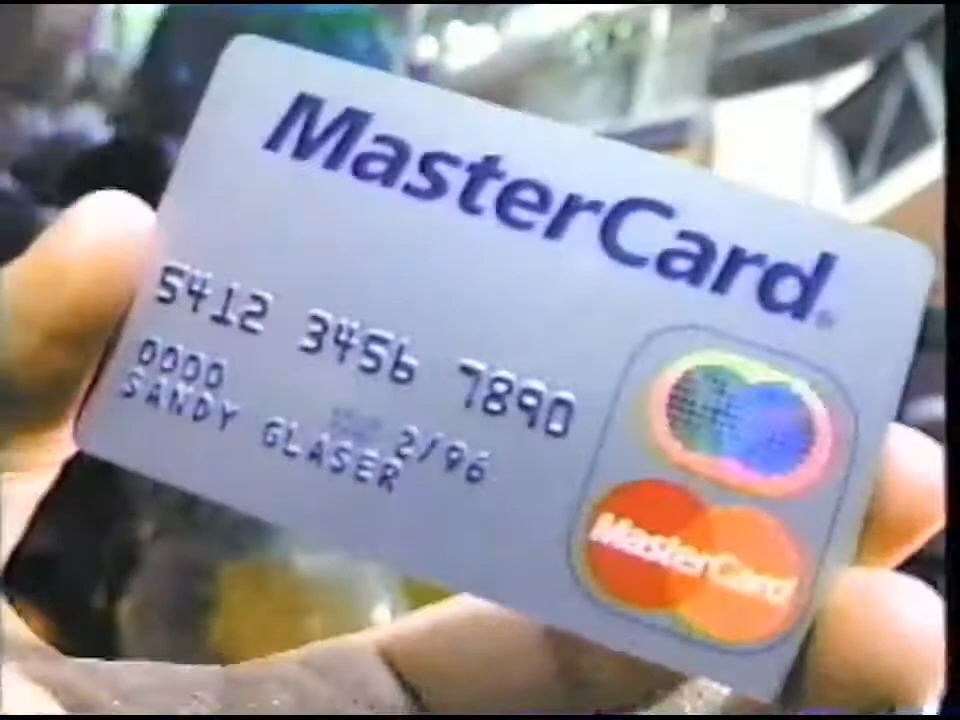 MasterCard®
5412 3456 7890
0000
2/96
SANDY GLASER
MasterCard